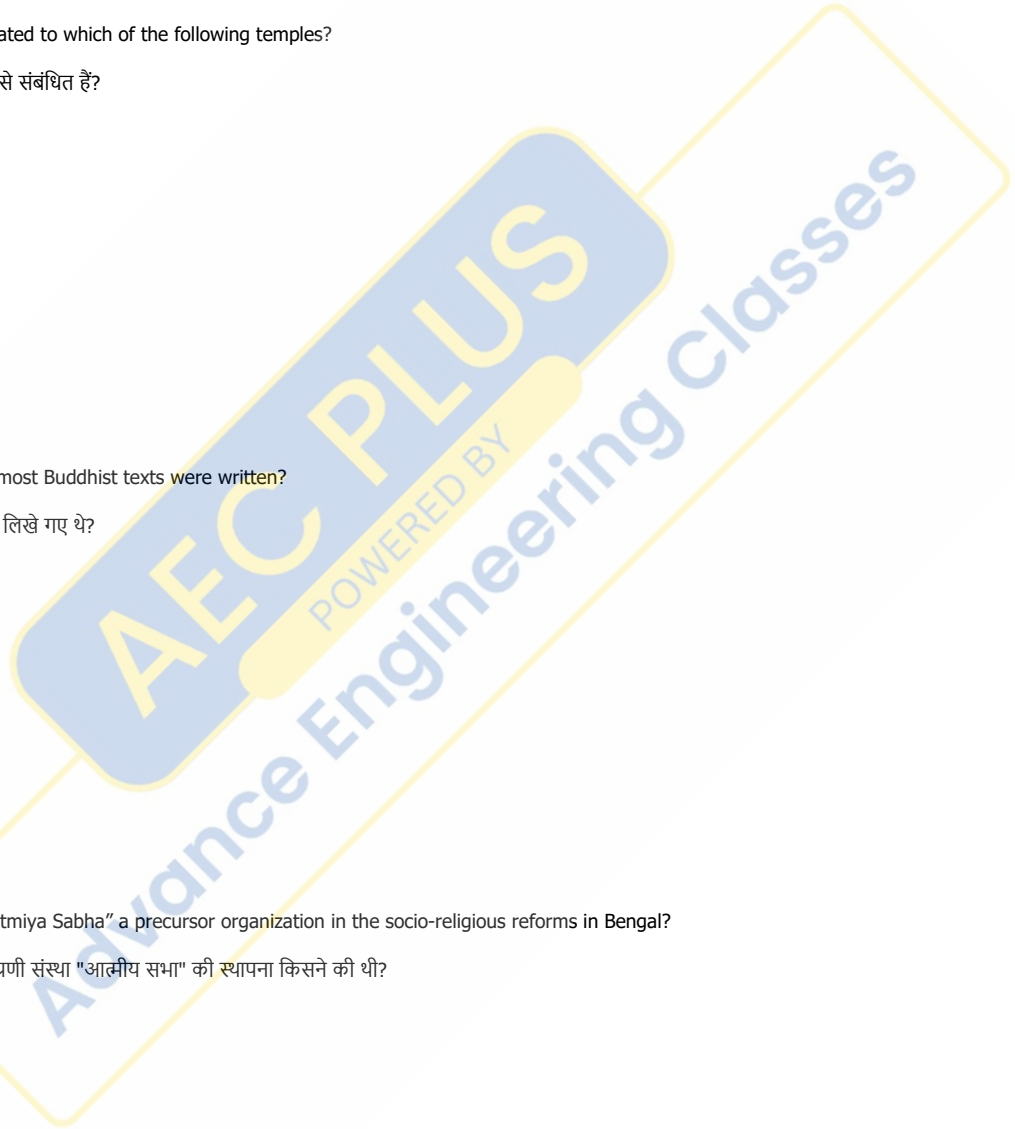 ated to which of the following temples?
से संबंधित हैं?
most Buddhist texts were written?
लिखे गए थे?
tmiya Sabha” a precursor organization in the socio-religious reforms in Bengal?
ग्रणी संस्था "आत्मीय सभा" की स्थापना किसने की थी?
AEC PLUS
POWERED BY
Advance Engineering Classes